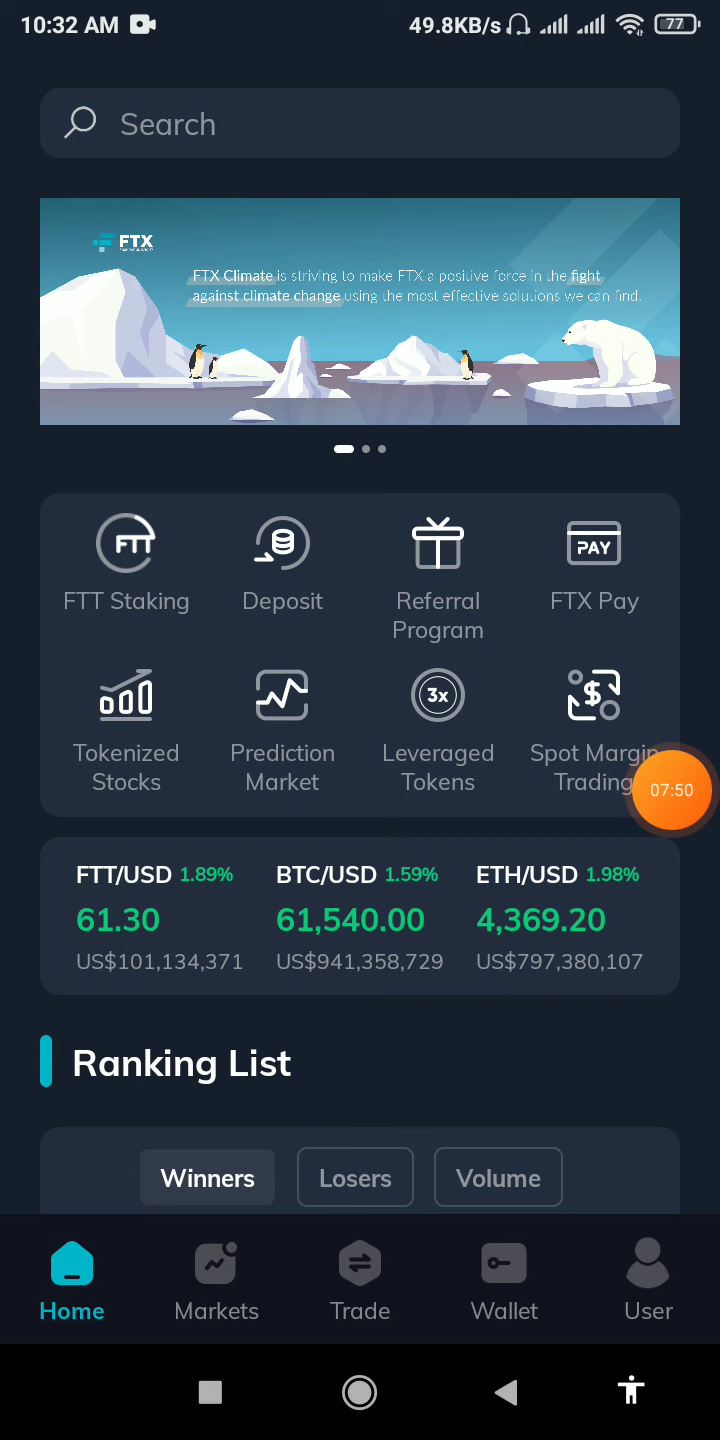 10:32 AM
49.8KB/s
77
Search
FTX
FTX Climate is striving to make FTX a positive force in the fight
against climate change using the most effective solutions we can find.
FTT
FTT Staking
Deposit
Referral
Program
PAY
FTX Pay
Tokenized
Stocks
Prediction
Market
3x
Leveraged
Tokens
$
Spot Margin
Trading
07:50
FTT/USD 1.89%
BTC/USD 1.59%
ETH/USD 1.98%
61.30
61,540.00
4,369.20
US$101,134,371
US$941,358,729
US$797,380,107
Ranking List
Winners
Losers
Volume
Home
Markets
Trade
Wallet
User